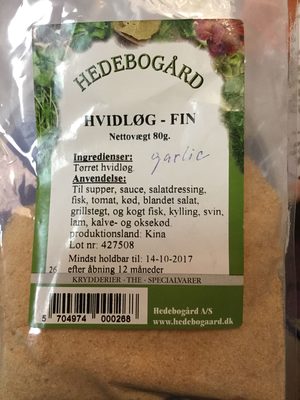 HEDEBOGÅRD
HVIDLØG - FIN
Nettovægt 80g.
Ingredienser: garlic
Tørret hvidløg
Anvendelse:
Til supper, sauce, salatdressing,
fisk, tomat, kød, blandet salat,
grillstegt, og kogt fisk, kylling, svin,
lam, kalve- og oksekød.
produktionsland: Kina
Lot nr: 427508
Mindst holdbar til: 14-10-2017
26 efter åbning 12 måneder
KRYDDERIER - THE - SPECIALVARER
5 704974 000268
Hedebogård A/S
www.hedebogaard.dk